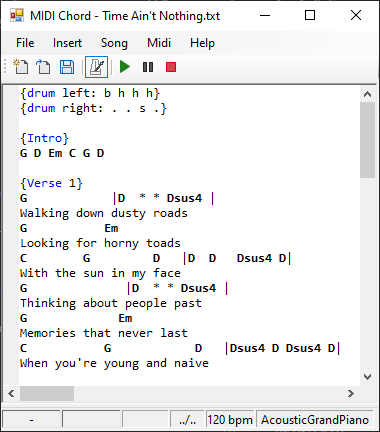 MIDI Chord - Time Ain't Nothing.txt
File Insert Song Midi Help
{drum left: b h h h}
{drum right: . . s .}
{Intro}
G D Em C G D
{Verse 1}
G |D * * Dsus4 |
Walking down dusty roads
G Em
Looking for horny toads
C G D |D D Dsus4 D|
With the sun in my face
G |D * * Dsus4 |
Thinking about people past
G Em
Memories that never last
C G D |Dsus4 D Dsus4 D|
When you're young and naive
- ../.. 120 bpm AcousticGrandPiano